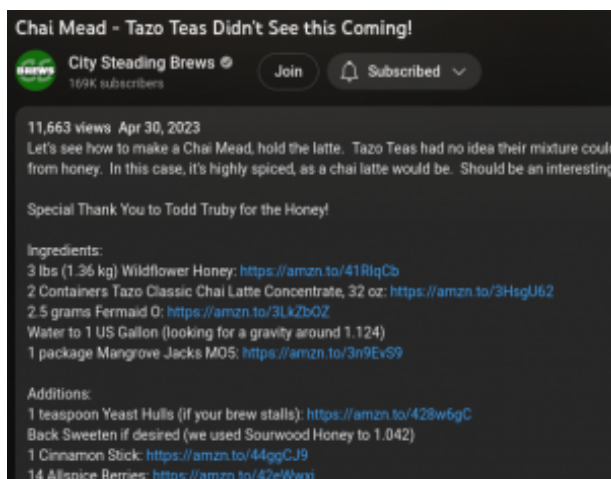 Chai Mead - Tazo Teas Didn't See this Coming!
BREWS
City Steading Brews
169K subscribers
Join
Subscribed
11,663 views Apr 30, 2023
Let's see how to make a Chai Mead, hold the latte. Tazo Teas had no idea their mixture coul
from honey. In this case, it's highly spiced, as a chai latte would be. Should be an interesting
Special Thank You to Todd Truby for the Honey!
Ingredients:
3 lbs (1.36 kg) Wildflower Honey: https://amzn.to/41RlqCb
2 Containers Tazo Classic Chai Latte Concentrate, 32 oz: https://amzn.to/3HsgU62
2.5 grams Fermaid O: https://amzn.to/3LkZbOZ
Water to 1 US Gallon (looking for a gravity around 1.124)
1 package Mangrove Jacks M05: https://amzn.to/3n9EvS9
Additions:
1 teaspoon Yeast Hulls (if your brew stalls): https://amzn.to/428w6gC
Back Sweeten if desired (we used Sourwood Honey to 1.042)
1 Cinnamon Stick: https://amzn.to/44ggCJ9
14 Allspice Berries: https://amzn.to/42eWwxj